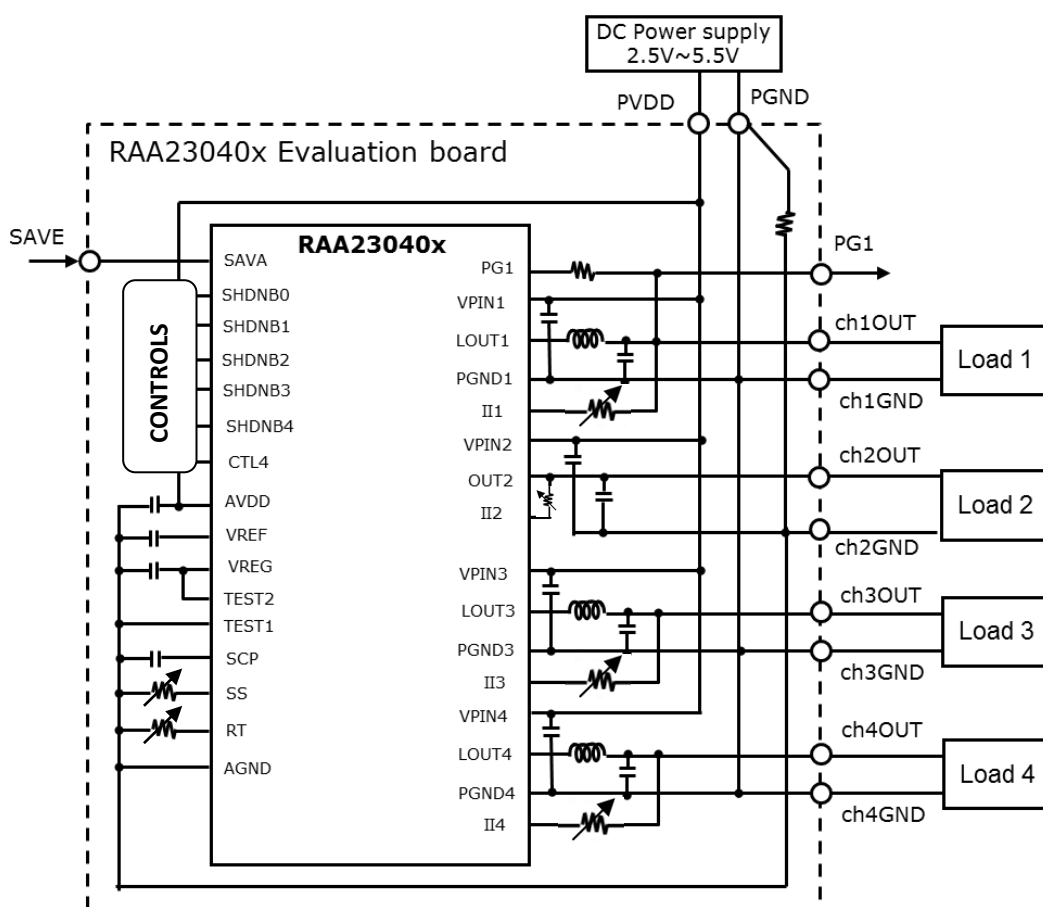 DC Power supply
2.5V~5.5V
PVDD
PGND
RAA23040x Evaluation board
SAVE
RAA23040x
SAVA
SHDNB0
SHDNB1
SHDNB2
SHDNB3
SHDNB4
CTL4
CONTROLS
AVDD
VREF
VREG
TEST2
TEST1
SCP
SS
RT
AGND
PG1
VPIN1
LOUT1
PGND1
II1
VPIN2
OUT2
II2
VPIN3
LOUT3
PGND3
II3
VPIN4
LOUT4
PGND4
II4
PG1
ch1OUT
Load 1
ch1GND
ch2OUT
Load 2
ch2GND
ch3OUT
Load 3
ch3GND
ch4OUT
Load 4
ch4GND